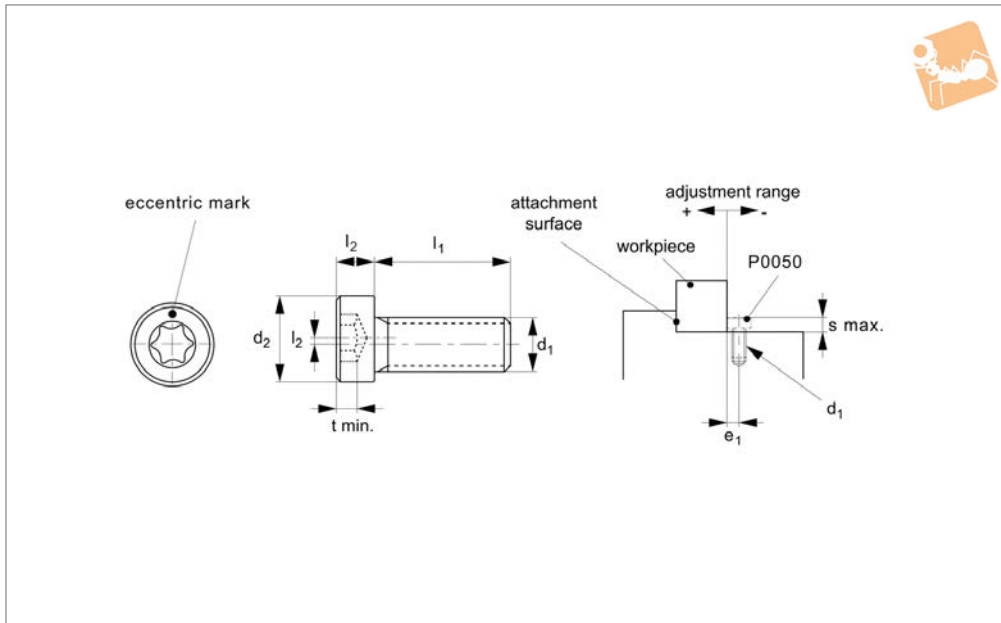 eccentric mark
l₂
l₁
d₂
l₂
d₁
t min.
adjustment range
+
-
attachment
surface
workpiece
P0050
s max.
d₁
e₁